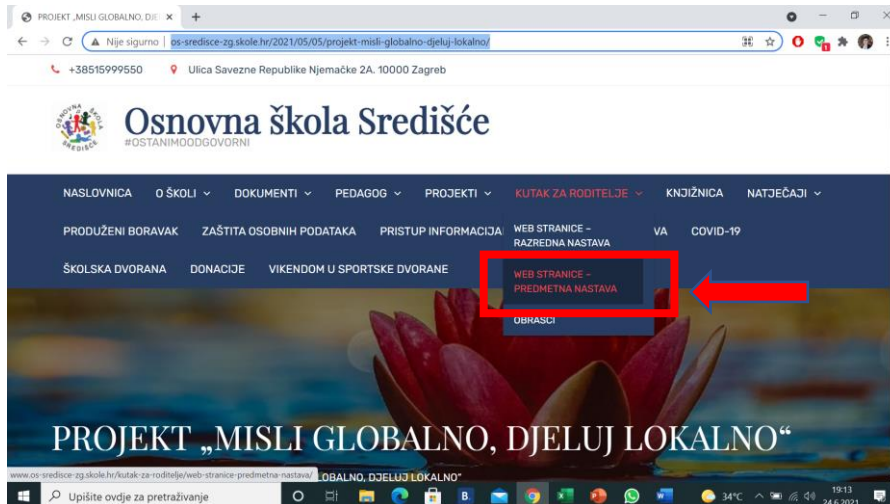 PROJEKT „MISLI GLOBALNO, DJE
Nije sigurno | os-sredisce-zg.skole.hr/2021/05/05/projekt-misli-globalno-djeluj-lokalno/
+38515999550 Ulica Savezne Republike Njemačke 2A. 10000 Zagreb
Osnovna škola Središće
#OSTANIMOODGOVORNI
NASLOVNICA O ŠKOLI DOKUMENTI PEDAGOG PROJEKTI KUTAK ZA RODITELJE KNJIŽNICA NATJEČAJI
PRODUŽENI BORAVAK ZAŠTITA OSOBNIH PODATAKA PRISTUP INFORMACIJA VA COVID-19
WEB STRANICE –
RAZREDNA NASTAVA
ŠKOLSKA DVORANA DONACIJE VIKENDOM U SPORTSKE DVORANE
WEB STRANICE –
PREDMETNA NASTAVA
OBRASCI
PROJEKT „MISLI GLOBALNO, DJELUJ LOKALNO“
www.os-sredisce-zg.skole.hr/kutak-za-roditelje/web-stranice-predmetna-nastava/ OBALNO, DJELUJ LOKALNO"
Upišite ovdje za pretraživanje
34°C
19:13
24.6.2021.